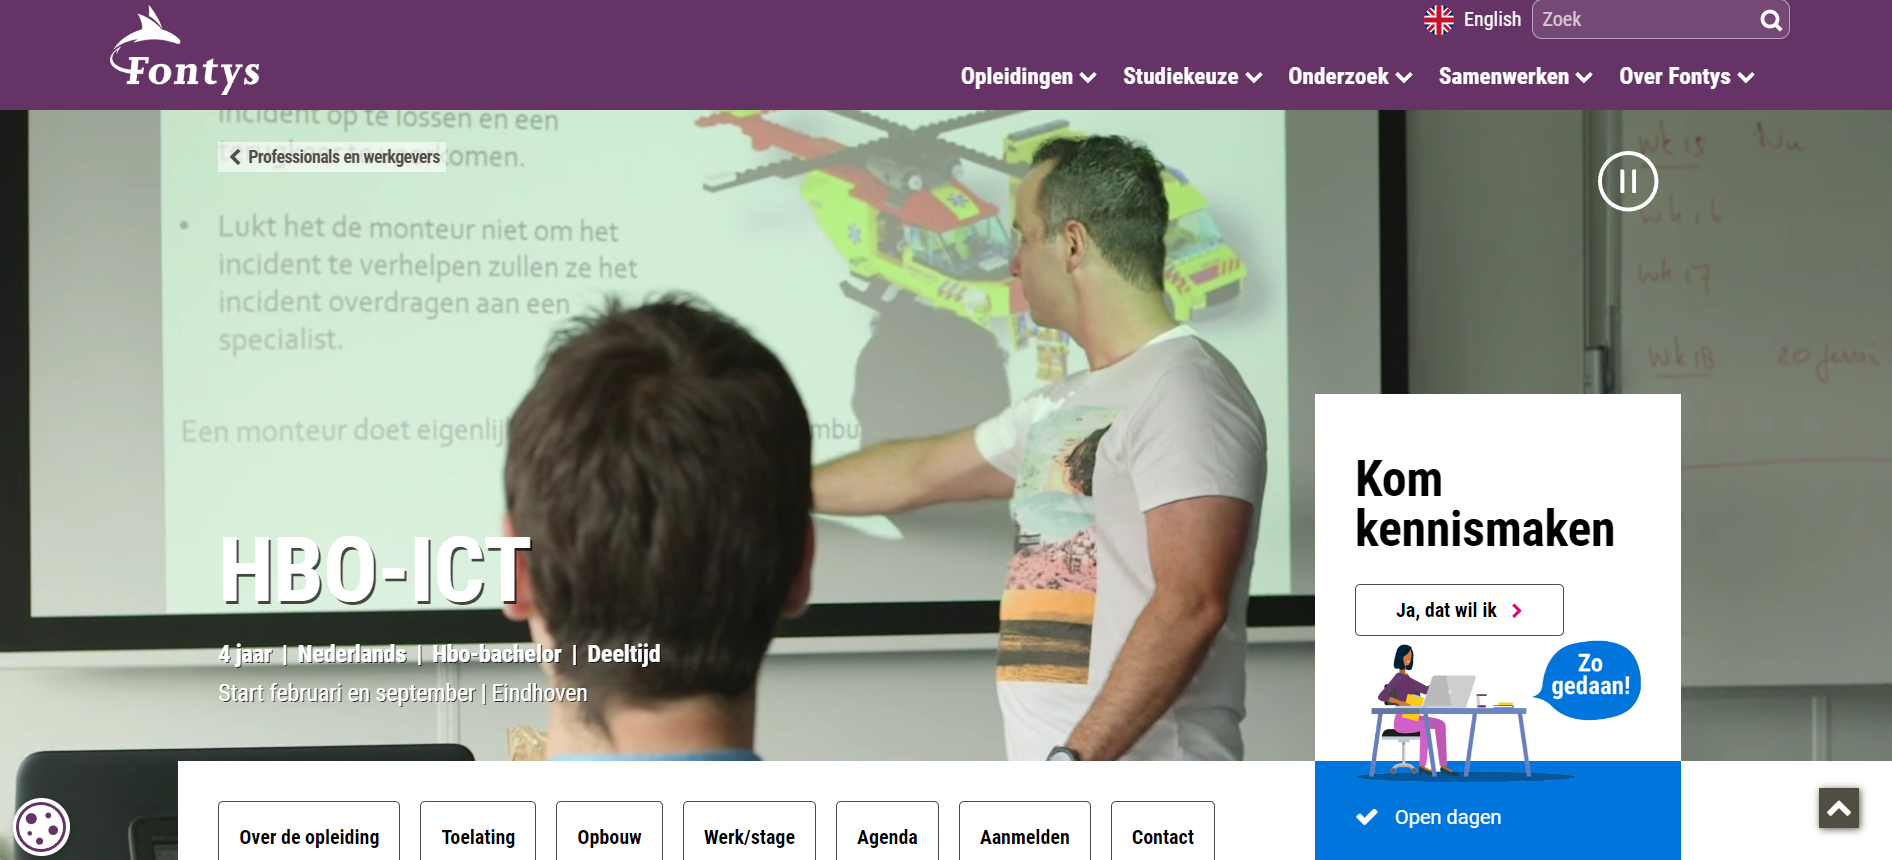 Fontys
English
Zoek
Opleidingen
Studiekeuze
Onderzoek
Samenwerken
Over Fontys
incident op te lossen en een
komen.
Professionals en werkgevers
• Lukt het de monteur niet om het
incident te verhelpen zullen ze het
incident overdragen aan een
specialist.
Een monteur doet eigenlij
mbu
wk 15 Nu
wk 16
wk 17
wk 18 20 juni
HBO-ICT
4 jaar | Nederlands | Hbo-bachelor | Deeltijd
Start februari en september | Eindhoven
Kom
kennismaken
Ja, dat wil ik
Zo
gedaan!
Open dagen
Over de opleiding
Toelating
Opbouw
Werk/stage
Agenda
Aanmelden
Contact